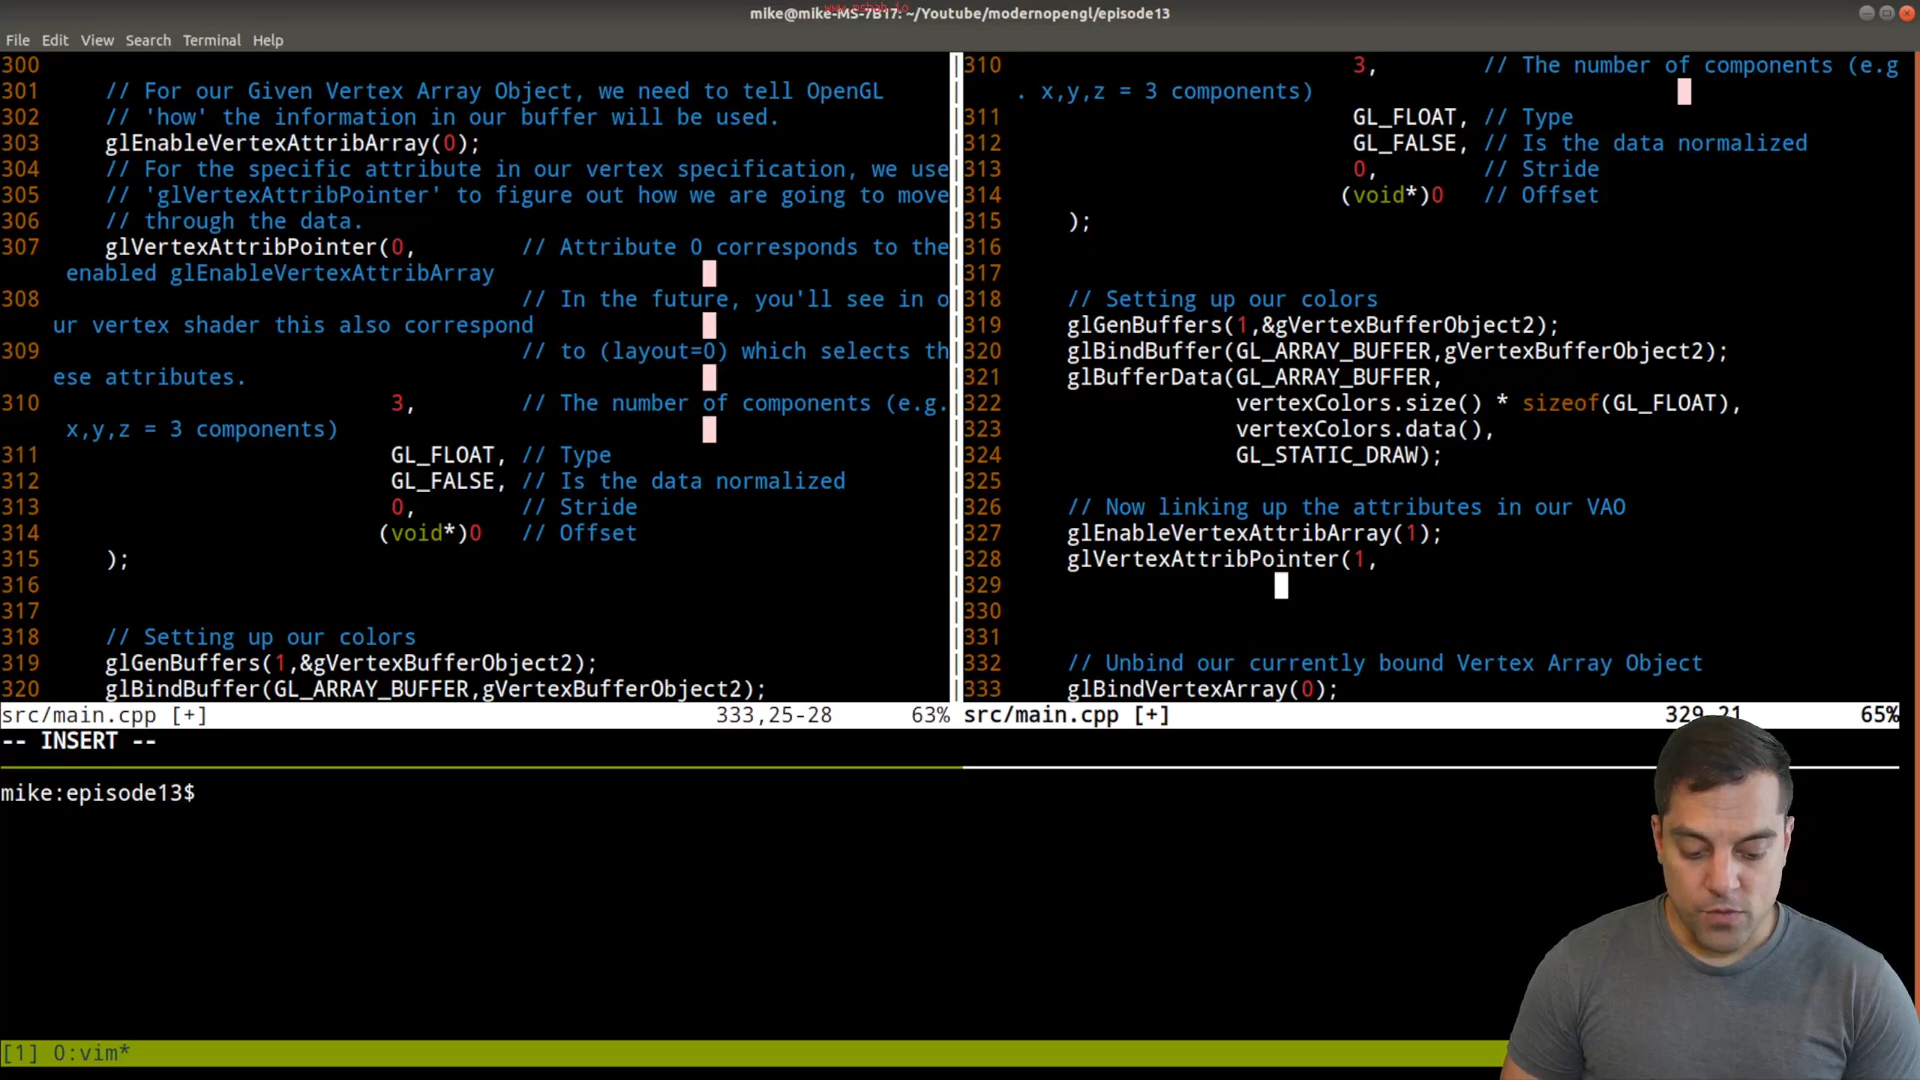 www.mshah.io
mike@mike-MS-7B17: ~/Youtube/modernopengl/episode13
File Edit View Search Terminal Help
300
301 // For our Given Vertex Array Object, we need to tell OpenGL
302 // 'how' the information in our buffer will be used.
303 glEnableVertexAttribArray(0);
304 // For the specific attribute in our vertex specification, we use
305 // 'glVertexAttribPointer' to figure out how we are going to move
306 // through the data.
307 glVertexAttribPointer(0, // Attribute 0 corresponds to the
enabled glEnableVertexAttribArray
308 // In the future, you'll see in o
ur vertex shader this also correspond
309 // to (layout=0) which selects th
ese attributes.
310 3, // The number of components (e.g.
x,y,z = 3 components)
311 GL_FLOAT, // Type
312 GL_FALSE, // Is the data normalized
313 0, // Stride
314 (void*)0 // Offset
315 );
316
317
318 // Setting up our colors
319 glGenBuffers(1,&gVertexBufferObject2);
320 glBindBuffer(GL_ARRAY_BUFFER,gVertexBufferObject2);
src/main.cpp [+] 333,25-28 63%
310 3, // The number of components (e.g
. x,y,z = 3 components)
311 GL_FLOAT, // Type
312 GL_FALSE, // Is the data normalized
313 0, // Stride
314 (void*)0 // Offset
315 );
316
317
318 // Setting up our colors
319 glGenBuffers(1,&gVertexBufferObject2);
320 glBindBuffer(GL_ARRAY_BUFFER,gVertexBufferObject2);
321 glBufferData(GL_ARRAY_BUFFER,
322 vertexColors.size() * sizeof(GL_FLOAT),
323 vertexColors.data(),
324 GL_STATIC_DRAW);
325
326 // Now linking up the attributes in our VAO
327 glEnableVertexAttribArray(1);
328 glVertexAttribPointer(1,
329
330
331
332 // Unbind our currently bound Vertex Array Object
333 glBindVertexArray(0);
src/main.cpp [+] 329,21 65%
-- INSERT --
mike:episode13$
[1] 0:vim*